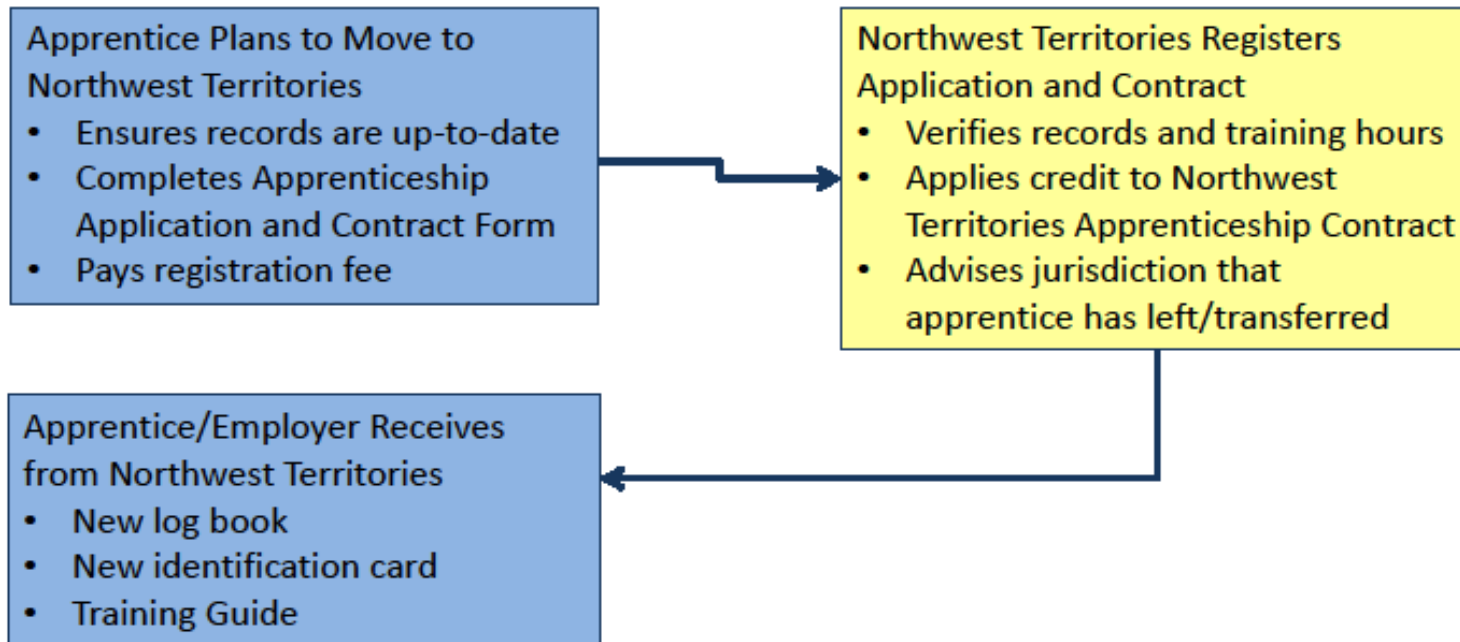 Apprentice Plans to Move to
Northwest Territories
• Ensures records are up-to-date
• Completes Apprenticeship
Application and Contract Form
• Pays registration fee
Northwest Territories Registers
Application and Contract
• Verifies records and training hours
• Applies credit to Northwest
Territories Apprenticeship Contract
• Advises jurisdiction that
apprentice has left/transferred
Apprentice/Employer Receives
from Northwest Territories
• New log book
• New identification card
• Training Guide